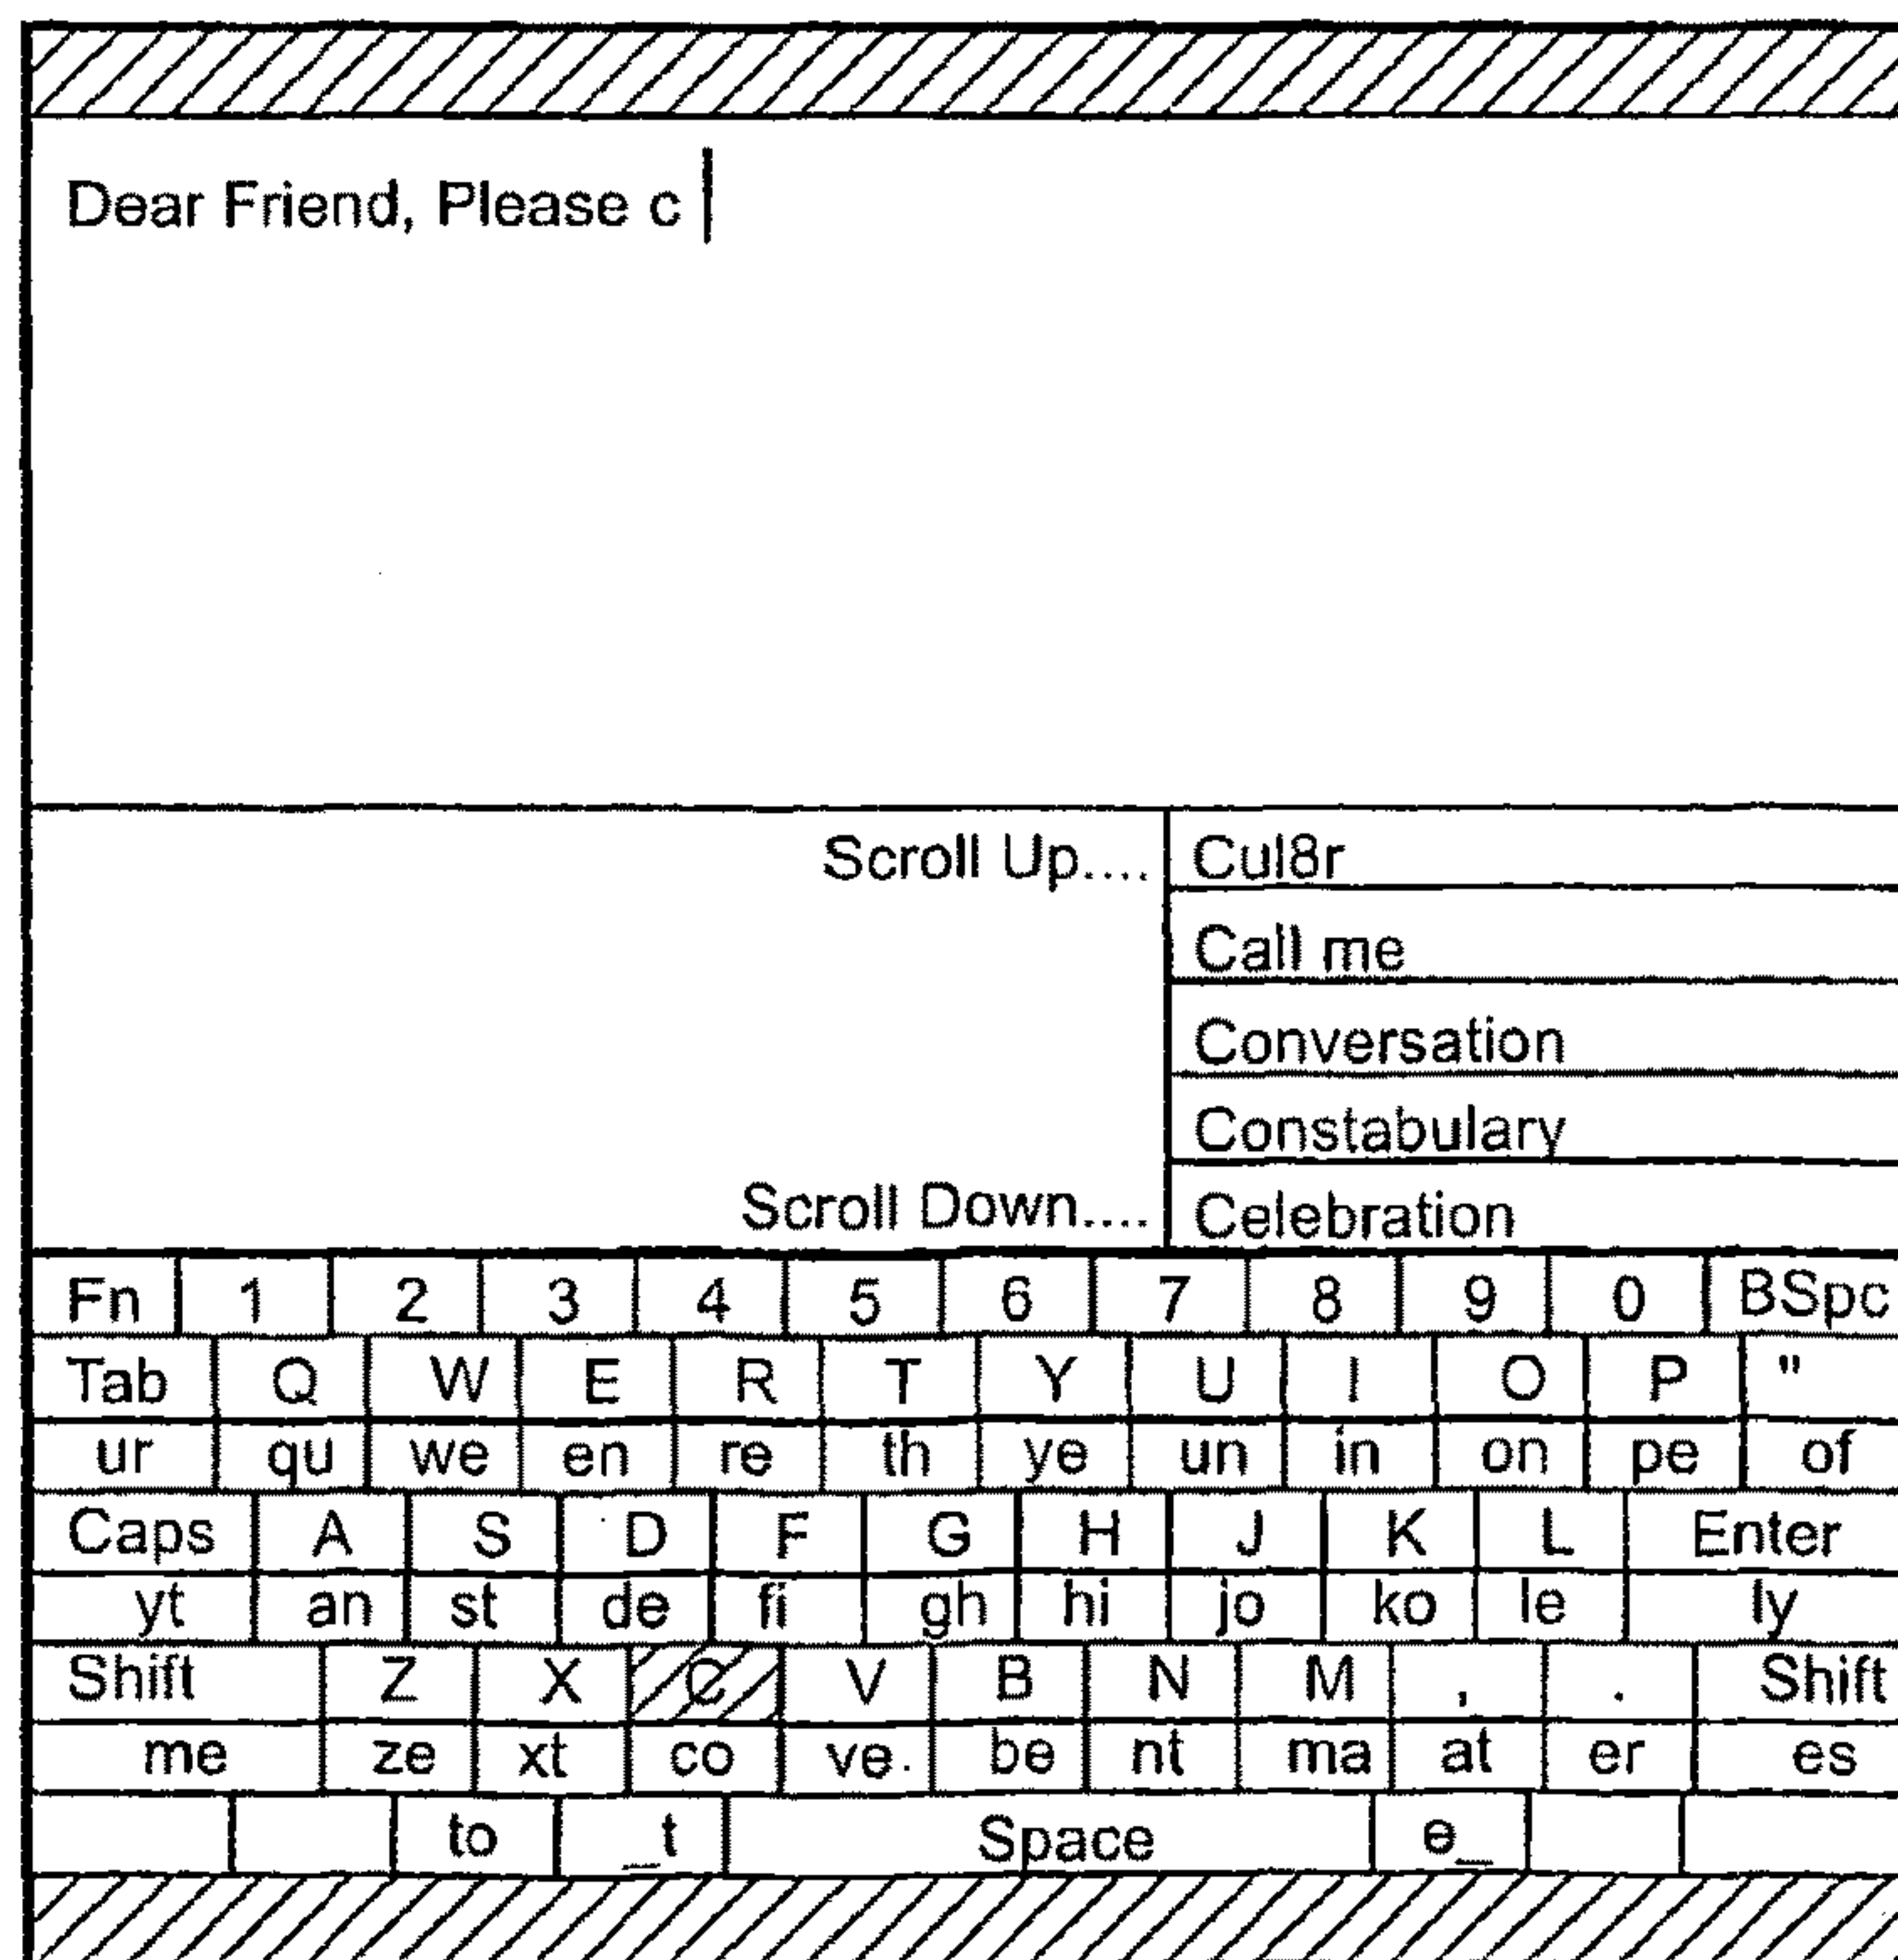 Dear Friend, Please c
Scroll Up.... Cul8r
Call me
Conversation
Constabulary
Scroll Down.... Celebration
Fn 1 2 3 4 5 6 7 8 9 0 BSpc
Tab Q W E R T Y U I O P "
ur qu we en re th ye un in on pe of
Caps A S D F G H J K L Enter
yt an st de fi gh hi jo ko le ly
Shift Z X C V B N M , . Shift
me ze xt co ve be nt ma at er es
to _t Space e_